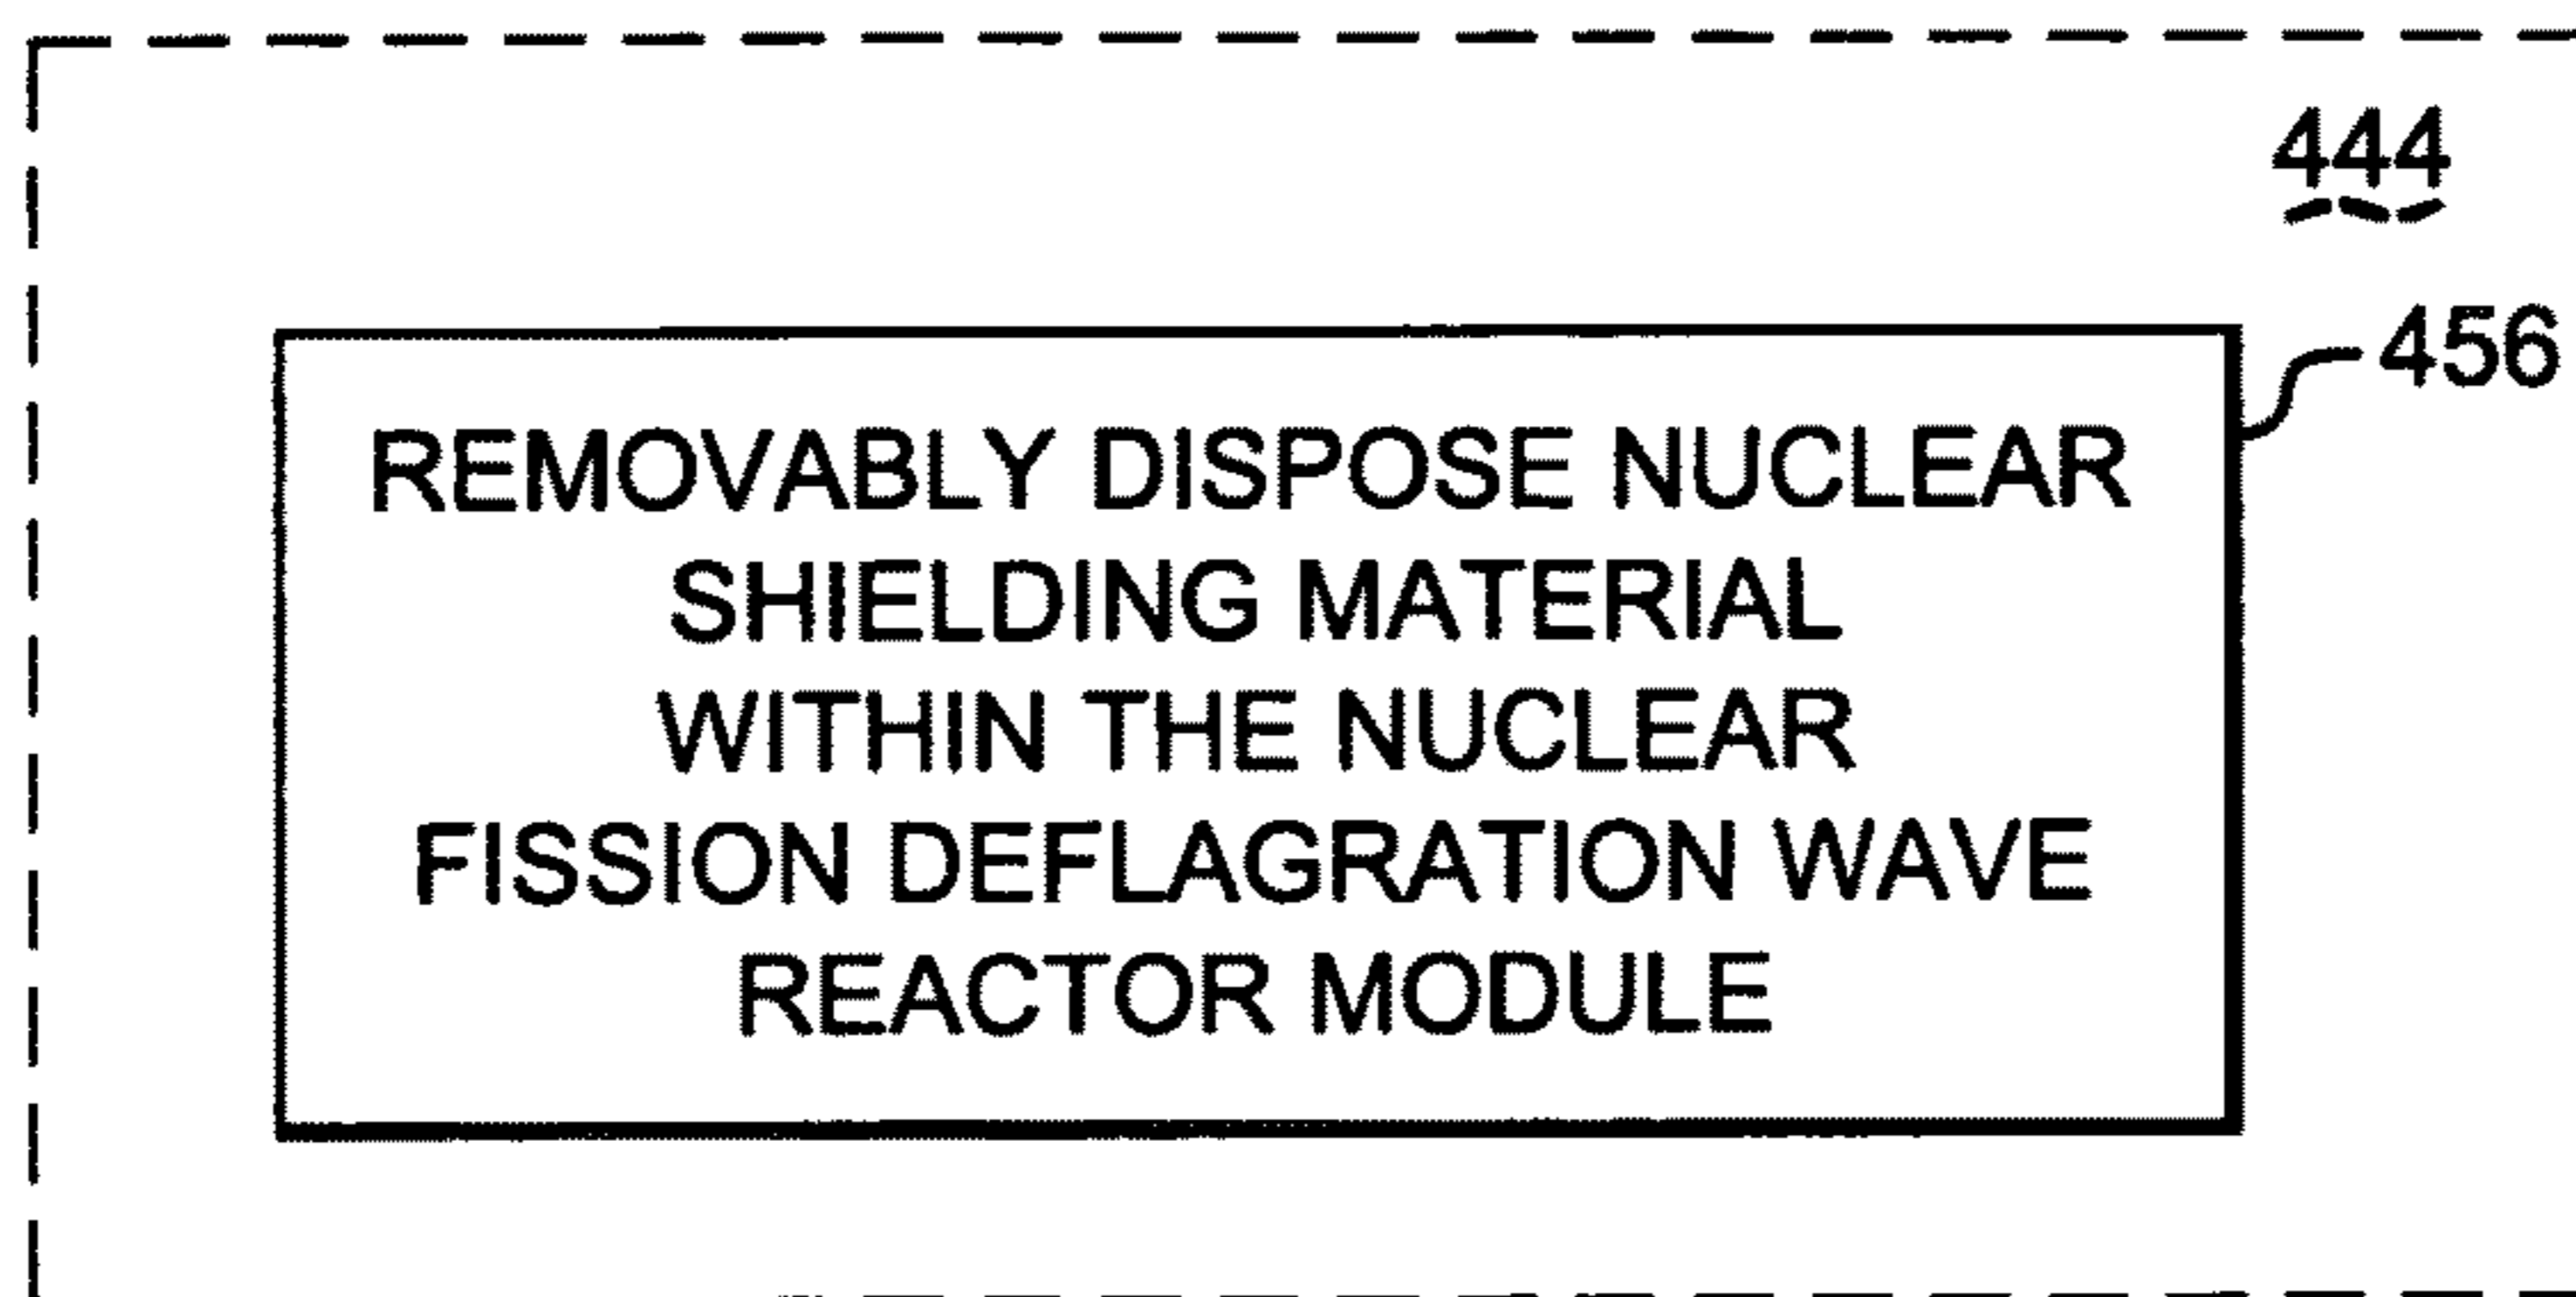 444
456
REMOVABLY DISPOSE NUCLEAR
SHIELDING MATERIAL
WITHIN THE NUCLEAR
FISSION DEFLAGRATION WAVE
REACTOR MODULE